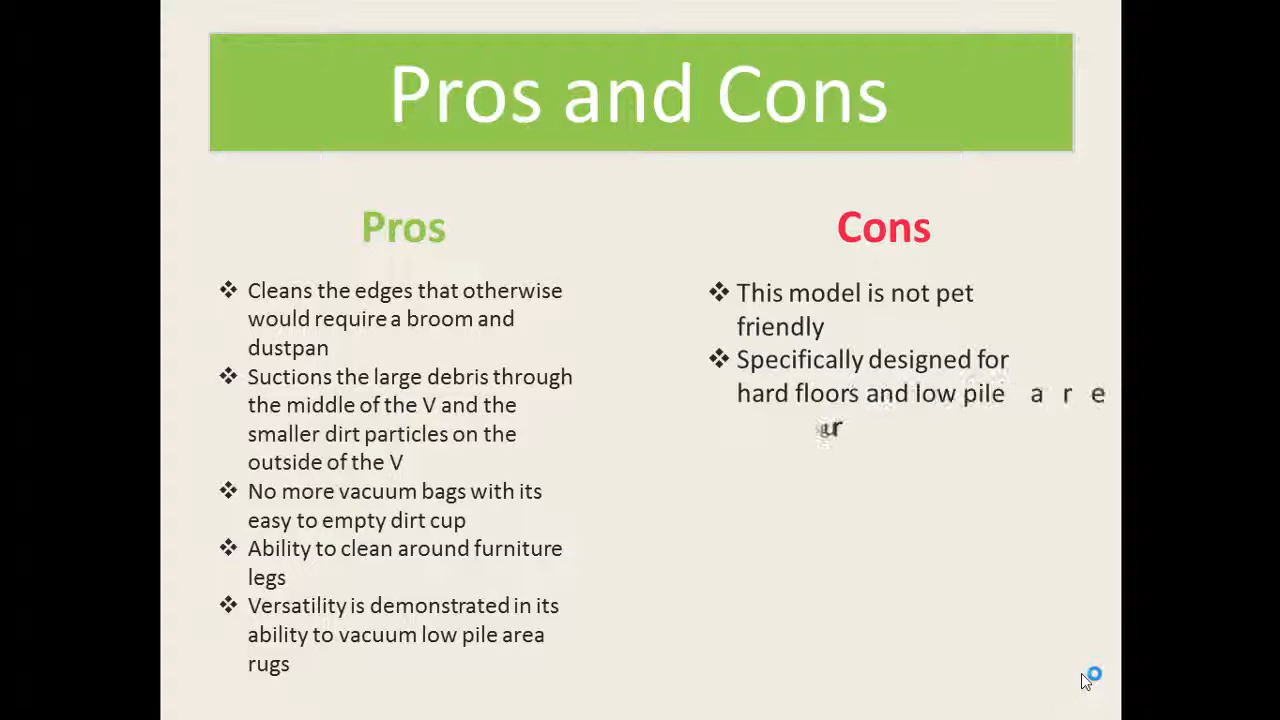 Pros and Cons
Pros
❖ Cleans the edges that otherwise
would require a broom and
dustpan
❖ Suctions the large debris through
the middle of the V and the
smaller dirt particles on the
outside of the V
❖ No more vacuum bags with its
easy to empty dirt cup
❖ Ability to clean around furniture
legs
❖ Versatility is demonstrated in its
ability to vacuum low pile area
rugs
Cons
❖ This model is not pet
friendly
❖ Specifically designed for
hard floors and low pile a r e